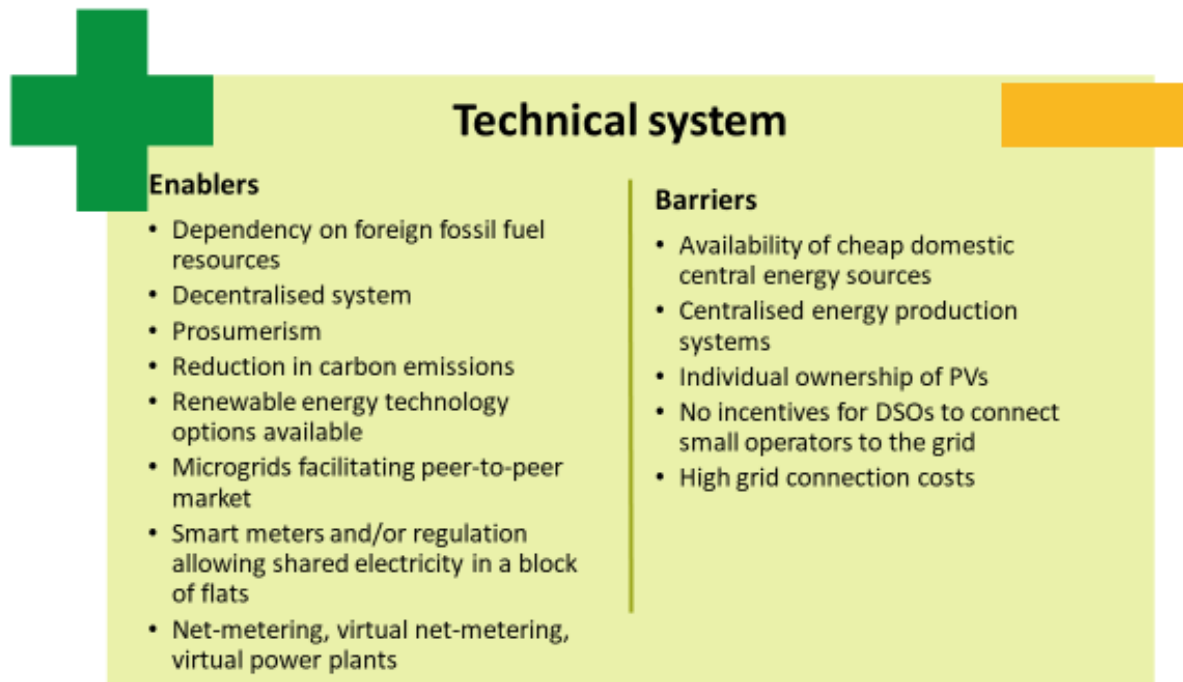 Technical system
Enablers
• Dependency on foreign fossil fuel
resources
• Decentralised system
• Prosumerism
• Reduction in carbon emissions
• Renewable energy technology
options available
• Microgrids facilitating peer-to-peer
market
• Smart meters and/or regulation
allowing shared electricity in a block
of flats
• Net-metering, virtual net-metering,
virtual power plants
Barriers
• Availability of cheap domestic
central energy sources
• Centralised energy production
systems
• Individual ownership of PVs
• No incentives for DSOs to connect
small operators to the grid
• High grid connection costs